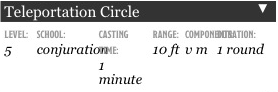 Teleportation Circle ▼
LEVEL: SCHOOL: CASTING TIME: RANGE: COMPONENTS: DURATION:
5 conjuration 1 minute 10 ft v m 1 round